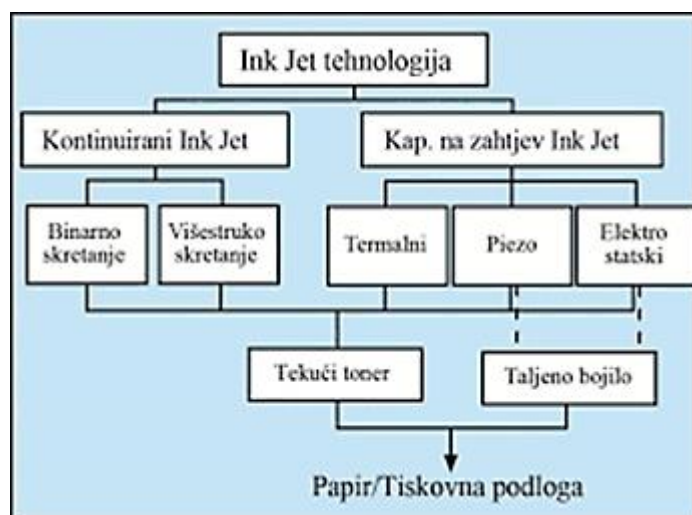 Ink Jet tehnologija
Kontinuirani Ink Jet
Kap. na zahtjev Ink Jet
Binarno
skretanje
Višestruko
skretanje
Termalni
Piezo
Elektro
statski
Tekući toner
Taljeno bojilo
Papir/Tiskovna podloga